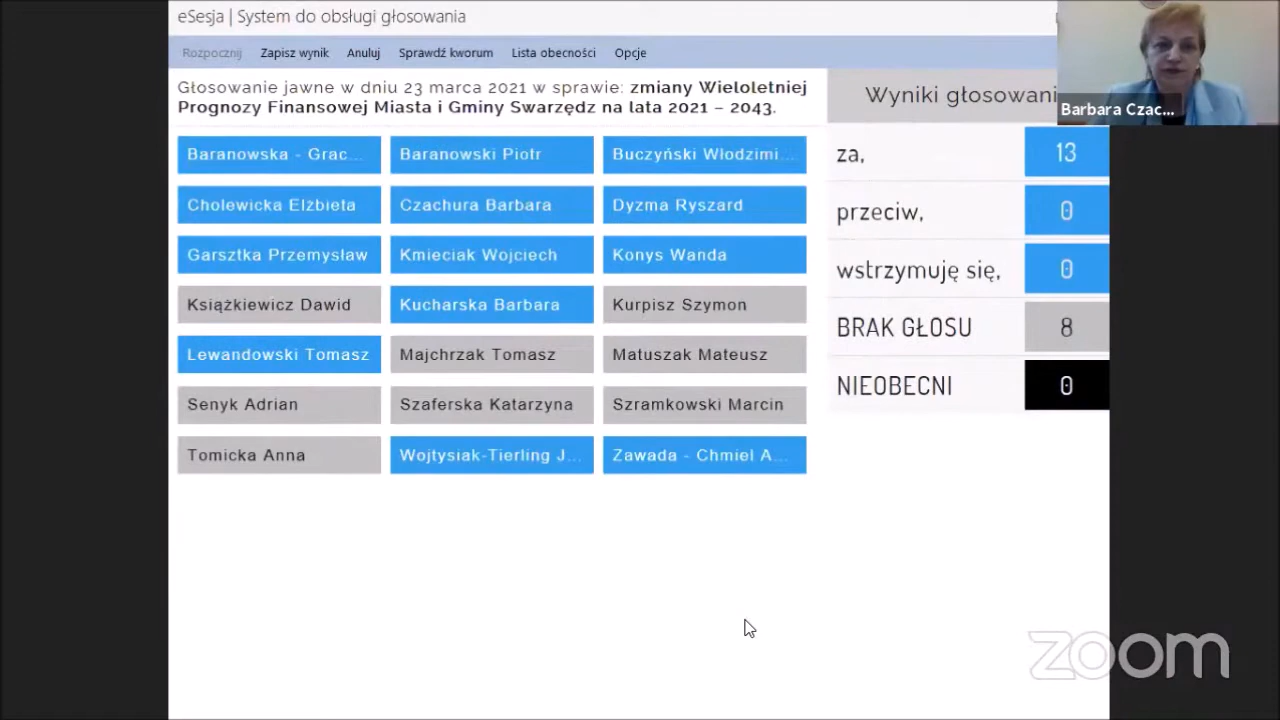 eSesja | System do obsługi głosowania
Rozpocznij Zapisz wynik Anuluj Sprawdź kworum Lista obecności Opcje
Głosowanie jawne w dniu 23 marca 2021 w sprawie: zmiany Wieloletniej
Prognozy Finansowej Miasta i Gminy Swarzędz na lata 2021 – 2043.
Wyniki głosowani
Barbara Czac...
Baranowska - Grac... Baranowski Piotr Buczyński Włodzimi...
Cholewicka Elżbieta Czachura Barbara Dyzma Ryszard
Garsztka Przemysław Kmieciak Wojciech Konys Wanda
Książkiewicz Dawid Kucharska Barbara Kurpisz Szymon
Lewandowski Tomasz Majchrzak Tomasz Matuszak Mateusz
Senyk Adrian Szaferska Katarzyna Szramkowski Marcin
Tomicka Anna Wojtysiak-Tierling J... Zawada - Chmiel A...
za, 13
przeciw, 0
wstrzymuję się, 0
BRAK GŁOSU 8
NIEOBECNI 0
zoom